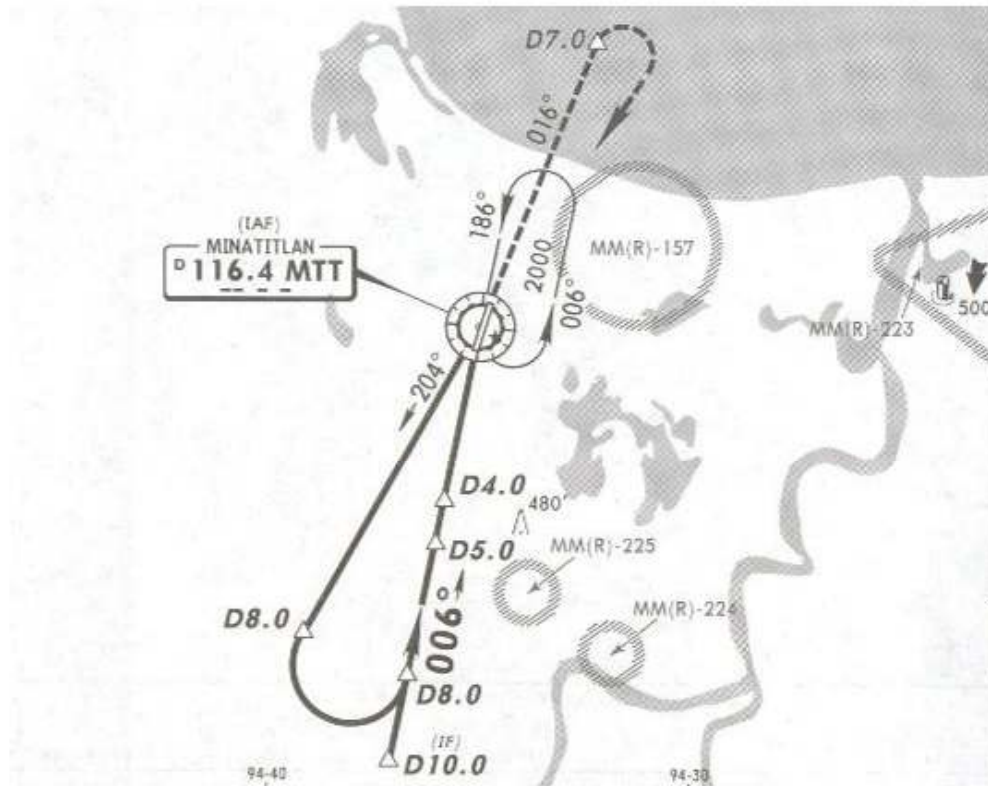 D7.0
016°
(IAF)
MINATITLAN
D 116.4 MTT
186°
2000
006°
MM(R)-157
MM(R)-223
500
204°
D4.0
480'
D5.0
MM(R)-225
006°
MM(R)-224
D8.0
D8.0
(IF)
D10.0
94-40
94-30